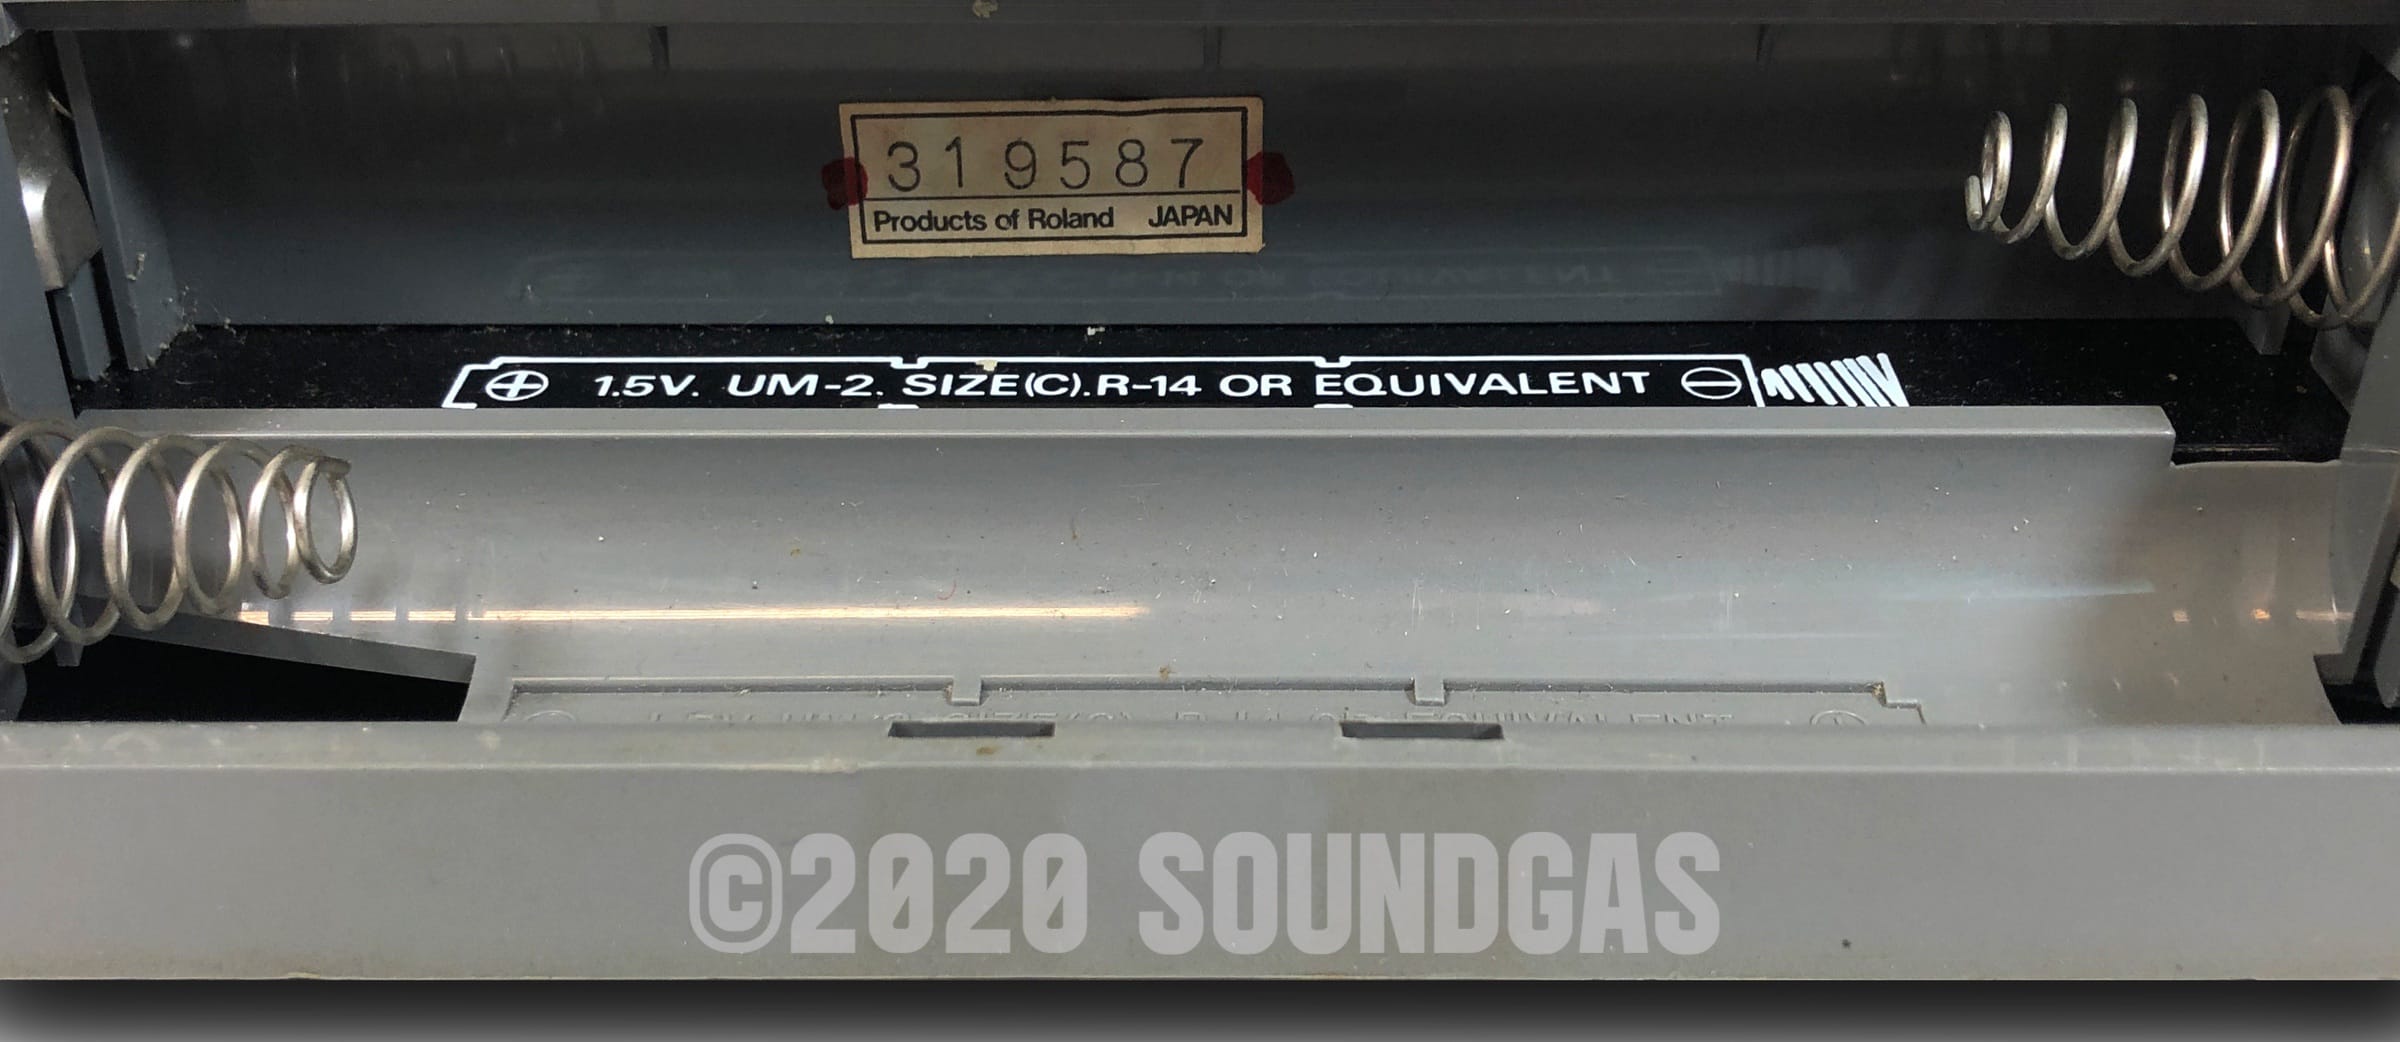 319587
Products of Roland JAPAN
1.5V. UM-2. SIZE(C). R-14 OR EQUIVALENT
©2020 SOUNDGAS